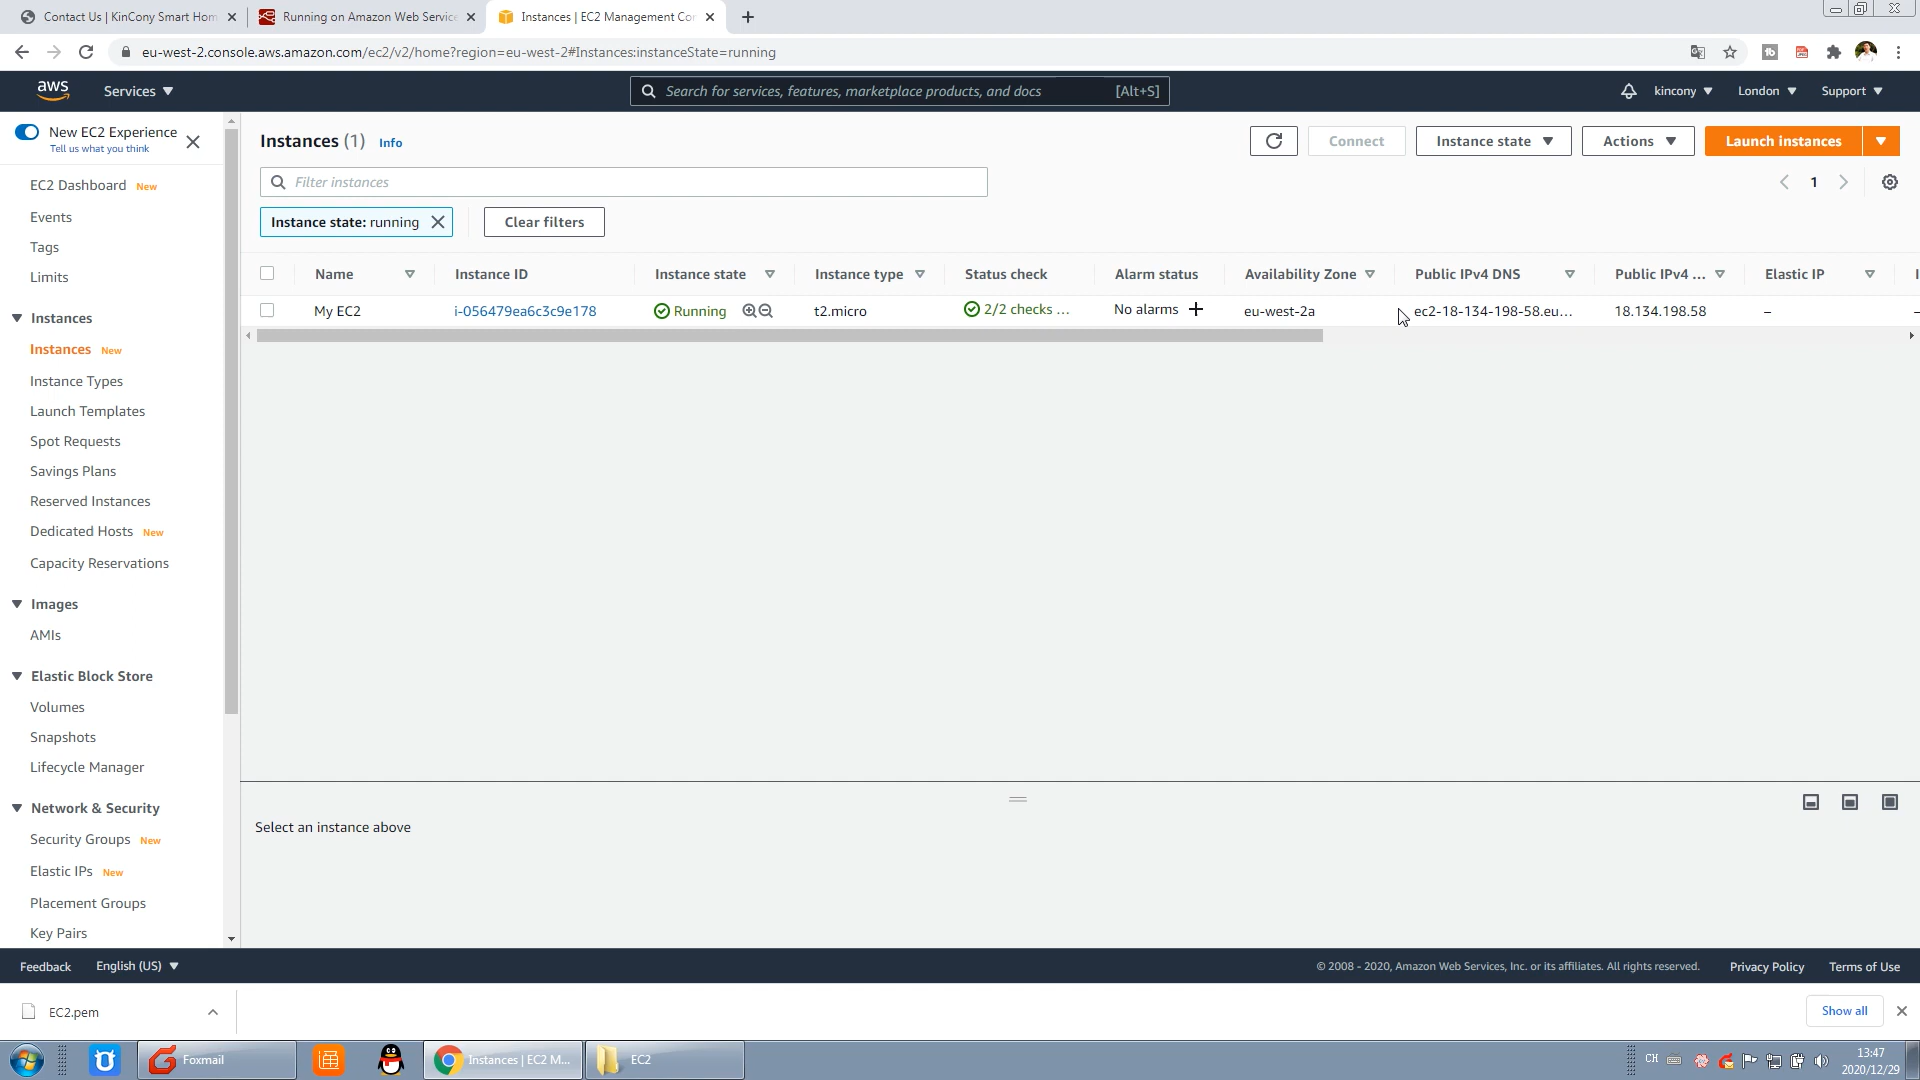 Contact Us | KinCony Smart Hom
Running on Amazon Web Service
Instances | EC2 Management Co
eu-west-2.console.aws.amazon.com/ec2/v2/home?region=eu-west-2#Instances:instanceState=running
aws
Services
Search for services, features, marketplace products, and docs
[Alt+S]
kincony
London
Support
New EC2 Experience
Tell us what you think
EC2 Dashboard New
Events
Tags
Limits
Instances
Instances New
Instance Types
Launch Templates
Spot Requests
Savings Plans
Reserved Instances
Dedicated Hosts New
Capacity Reservations
Images
AMIs
Elastic Block Store
Volumes
Snapshots
Lifecycle Manager
Network & Security
Security Groups New
Elastic IPs New
Placement Groups
Key Pairs
Instances (1) Info
Connect
Instance state
Actions
Launch instances
Filter instances
1
Instance state: running
Clear filters
Name Instance ID Instance state Instance type Status check Alarm status Availability Zone Public IPv4 DNS Public IPv4 ... Elastic IP
My EC2 i-056479ea6c3c9e178 Running t2.micro 2/2 checks ... No alarms + eu-west-2a ec2-18-134-198-58.eu... 18.134.198.58 –
Select an instance above
Feedback
English (US)
© 2008 - 2020, Amazon Web Services, Inc. or its affiliates. All rights reserved.
Privacy Policy
Terms of Use
EC2.pem
Show all
Foxmail
Instances | EC2 M...
EC2
CH
13:47
2020/12/29